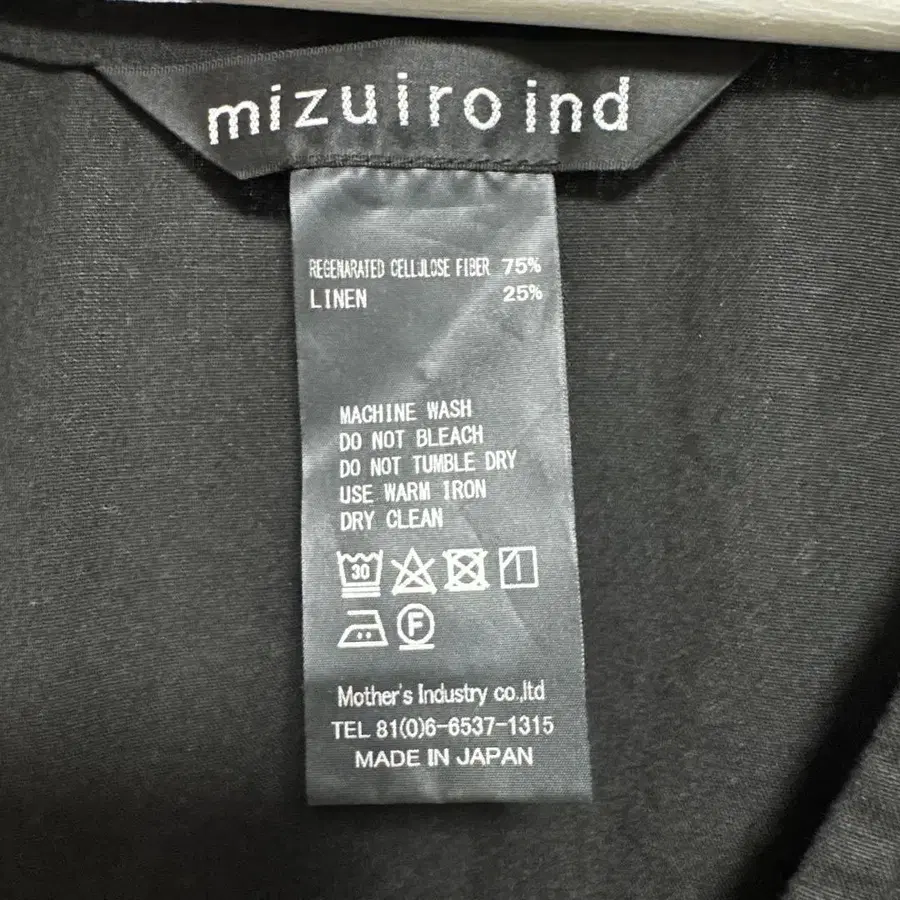 mizuiro ind
REGENARATED CELLULOSE FIBER 75%
LINEN 25%
MACHINE WASH
DO NOT BLEACH
DO NOT TUMBLE DRY
USE WARM IRON
DRY CLEAN
30
F
Mother's Industry co.,ltd
TEL 81(0)6-6537-1315
MADE IN JAPAN